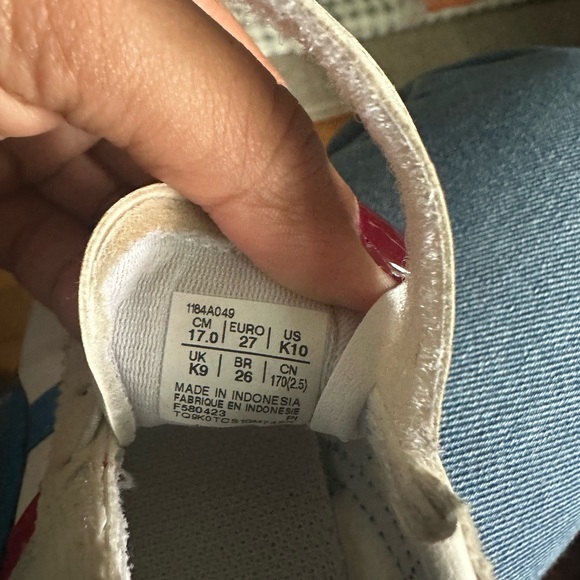 1184A049
CM 17.0 | EURO 27 | US K10
UK K9 | BR 26 | CN 170(2.5)
MADE IN INDONESIA
FABRIQUE EN INDONESIE
F580423 PI